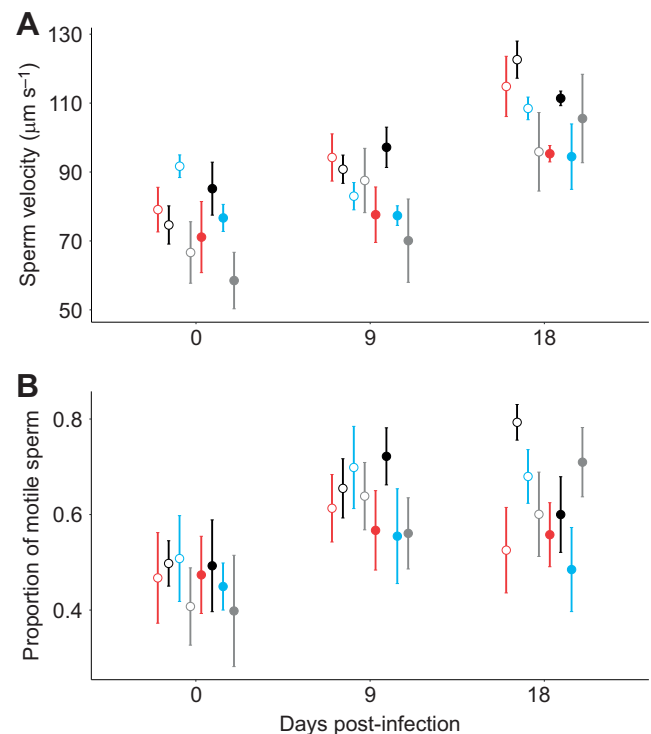 A
Sperm velocity (μm s⁻¹)
130
110
90
70
50
0 9 18
B
Proportion of motile sperm
0.8
0.6
0.4
0 9 18
Days post-infection